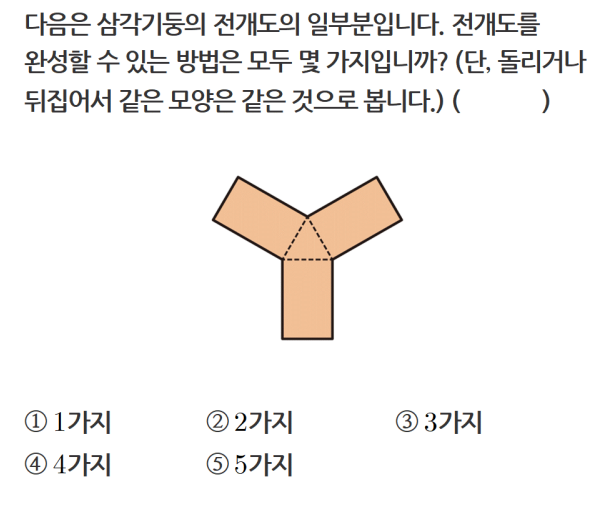 다음은 삼각기둥의 전개도의 일부분입니다. 전개도를
완성할 수 있는 방법은 모두 몇 가지입니까? (단, 돌리거나
뒤집어서 같은 모양은 같은 것으로 봅니다.) (          )
① 1가지 ② 2가지 ③ 3가지
④ 4가지 ⑤ 5가지